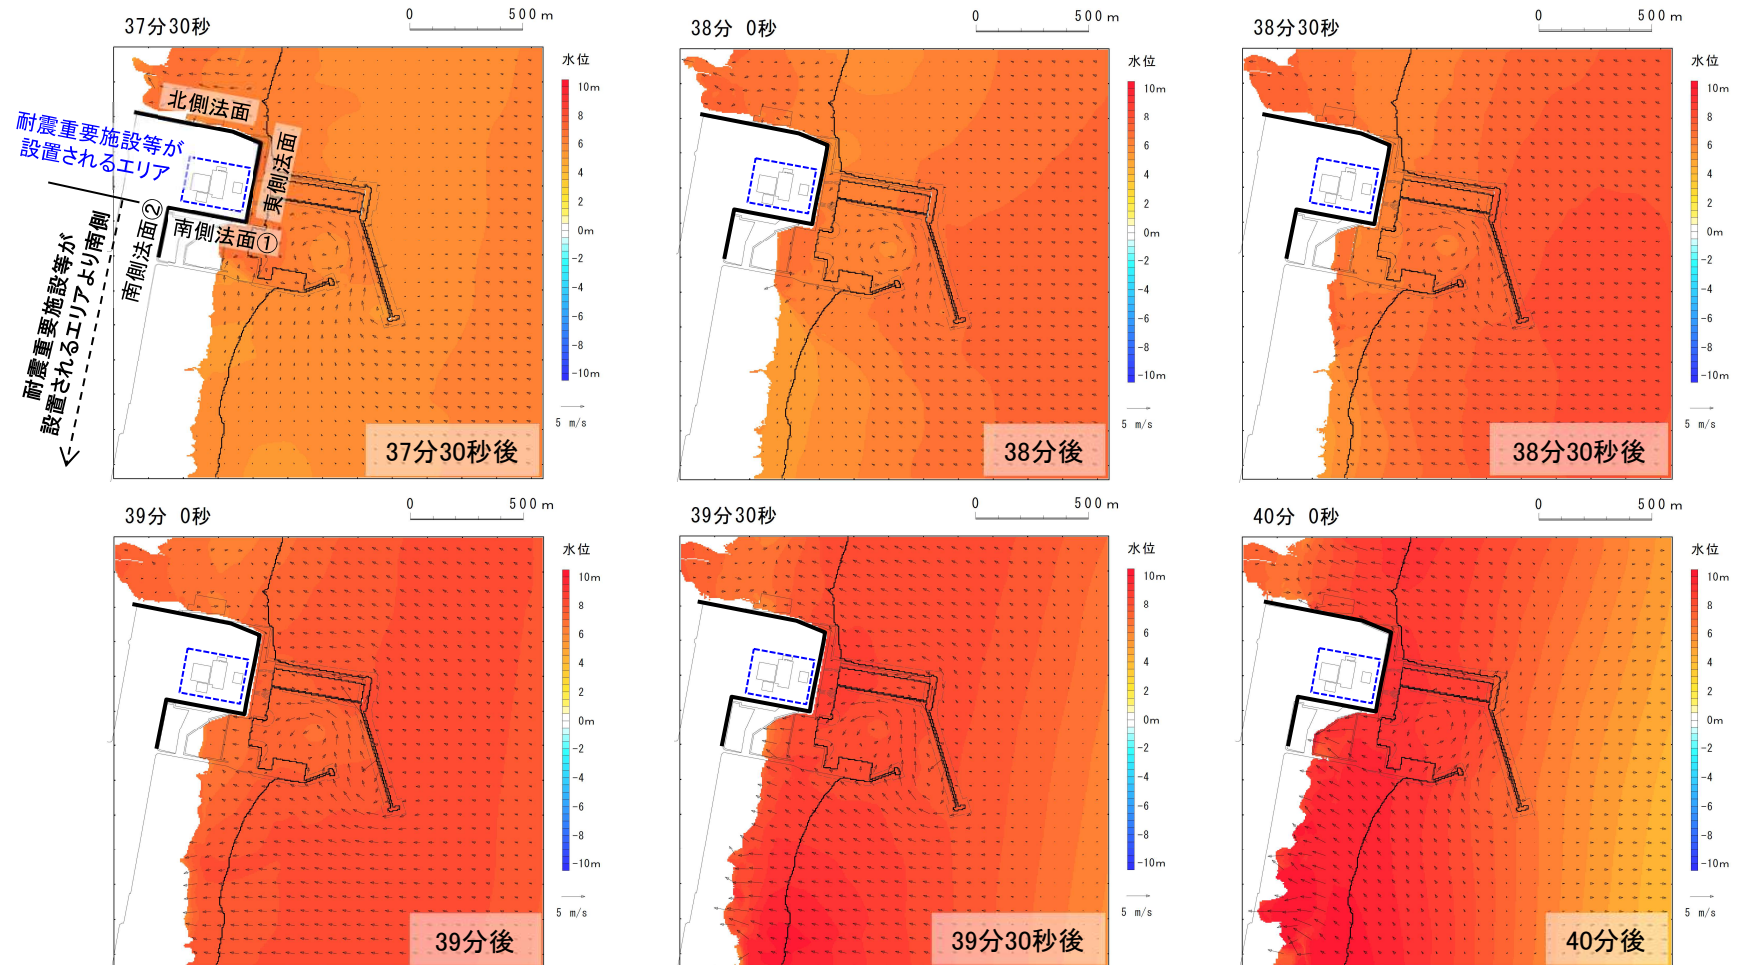 37分30秒
0 500 m
水位
10m
8
6
4
2
0m
-2
-4
-6
-8
-10m
5 m/s
北側法面
耐震重要施設等が
設置されるエリア
東側法面
南側法面①
南側法面②
耐震重要施設等が
設置されるエリアより南側
37分30秒後
38分 0秒
0 500 m
水位
10m
8
6
4
2
0m
-2
-4
-6
-8
-10m
5 m/s
38分後
38分30秒
0 500 m
水位
10m
8
6
4
2
0m
-2
-4
-6
-8
-10m
5 m/s
38分30秒後
39分 0秒
0 500 m
水位
10m
8
6
4
2
0m
-2
-4
-6
-8
-10m
5 m/s
39分後
39分30秒
0 500 m
水位
10m
8
6
4
2
0m
-2
-4
-6
-8
-10m
5 m/s
39分30秒後
40分 0秒
0 500 m
水位
10m
8
6
4
2
0m
-2
-4
-6
-8
-10m
5 m/s
40分後